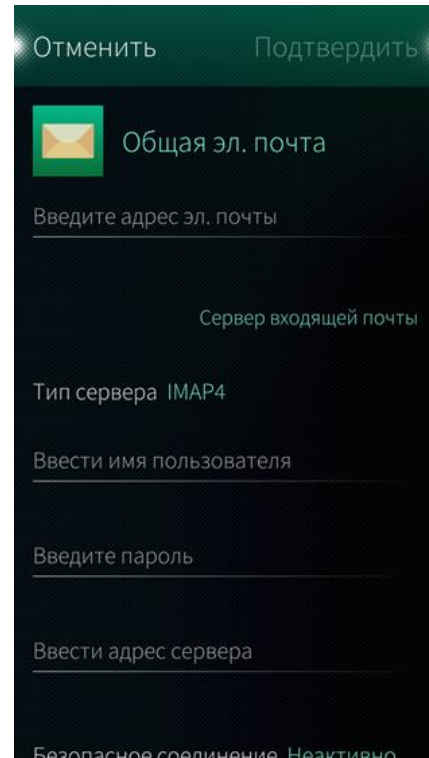 Отменить Подтвердить
Общая эл. почта
Введите адрес эл. почты
Сервер входящей почты
Тип сервера IMAP4
Ввести имя пользователя
Введите пароль
Ввести адрес сервера
Безопасное соединение Неактивно